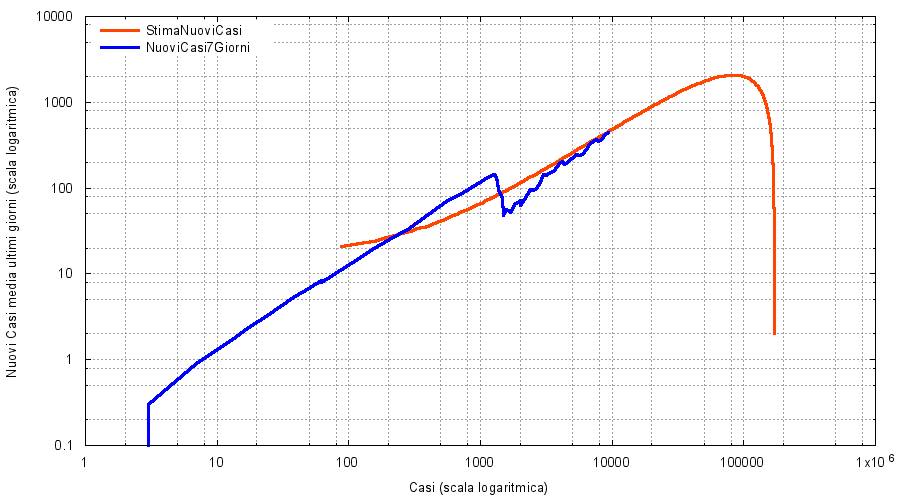 10000
1000
100
10
1
0.1
Nuovi Casi media ultimi giorni (scala logaritmica)
StimaNuoviCasi
NuoviCasi7Giorni
1 10 100 1000 10000 100000 1x10 6
Casi (scala logaritmica)